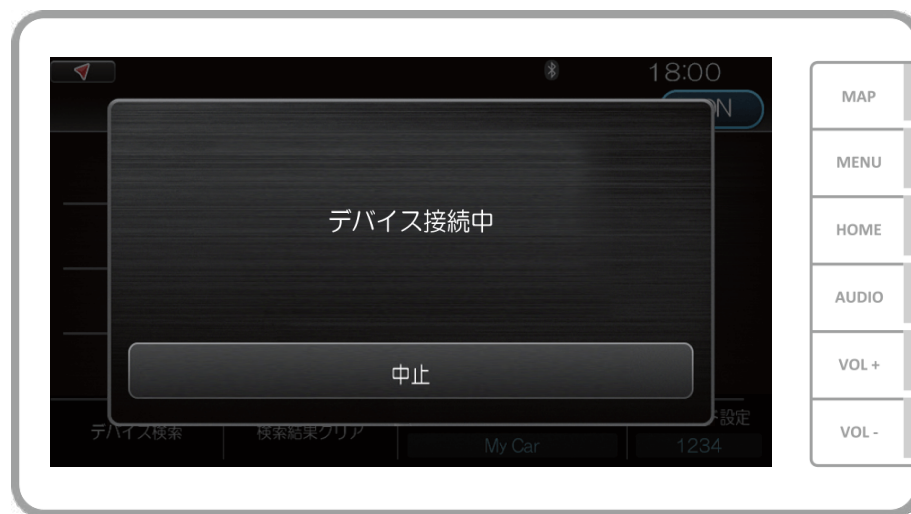 18:00
デバイス接続中
中止
デバイス検索
検索結果クリア
My Car
設定
1234
MAP
MENU
HOME
AUDIO
VOL +
VOL -